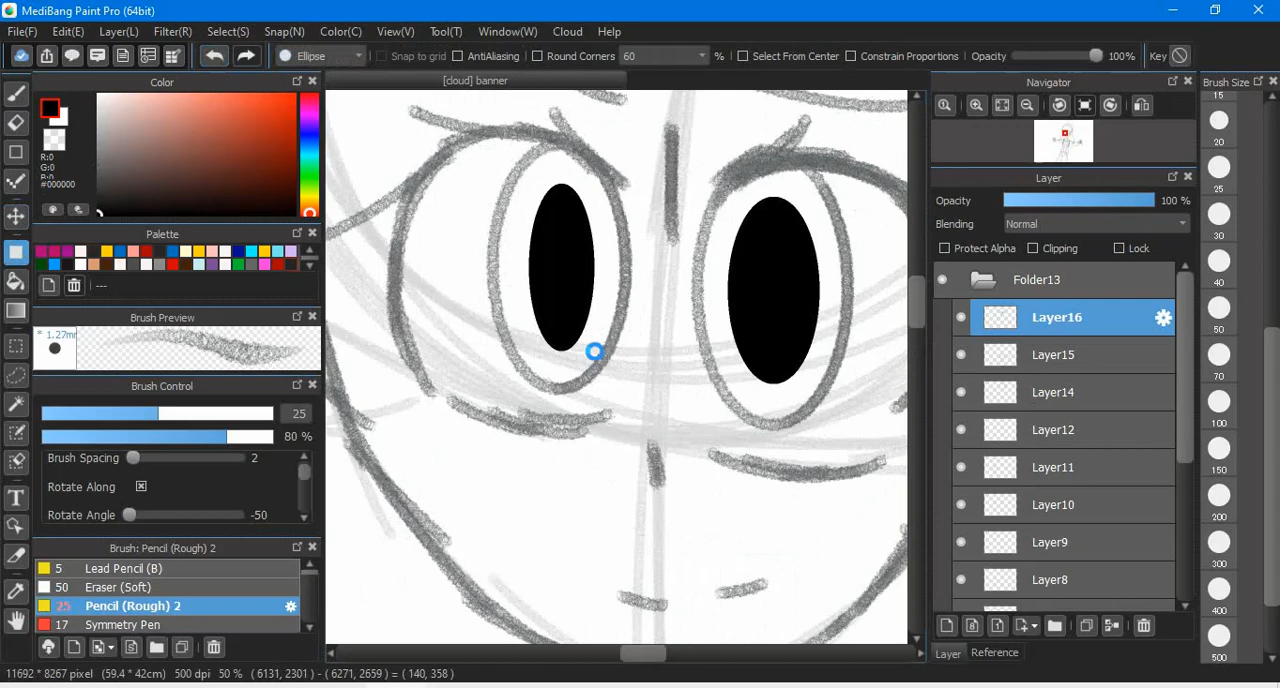 MediBang Paint Pro (64bit)
File(F) Edit(E) Layer(L) Filter(R) Select(S) Snap(N) Color(C) View(V) Tool(T) Window(W) Cloud Help
Ellipse Snap to grid AntiAliasing Round Corners 60 % Select From Center Constrain Proportions Opacity 100% Key
Color
[cloud] banner
Navigator
Brush Size
R:0
G:0
B:0
#000000
Palette
---
Brush Preview
* 1.27m
Brush Control
25
80 %
Brush Spacing 2
Rotate Along
Rotate Angle -50
Brush: Pencil (Rough) 2
5 Lead Pencil (B)
50 Eraser (Soft)
25 Pencil (Rough) 2
17 Symmetry Pen
Layer
Opacity 100 %
Blending Normal
Protect Alpha Clipping Lock
Folder13
Layer16
Layer15
Layer14
Layer12
Layer11
Layer10
Layer9
Layer8
Layer Reference
15
20
25
30
40
50
70
100
150
200
300
400
500
11692 * 8267 pixel (59.4 * 42cm) 500 dpi 50 % ( 6131, 2301 ) - ( 6271, 2659 ) = ( 140, 358 )